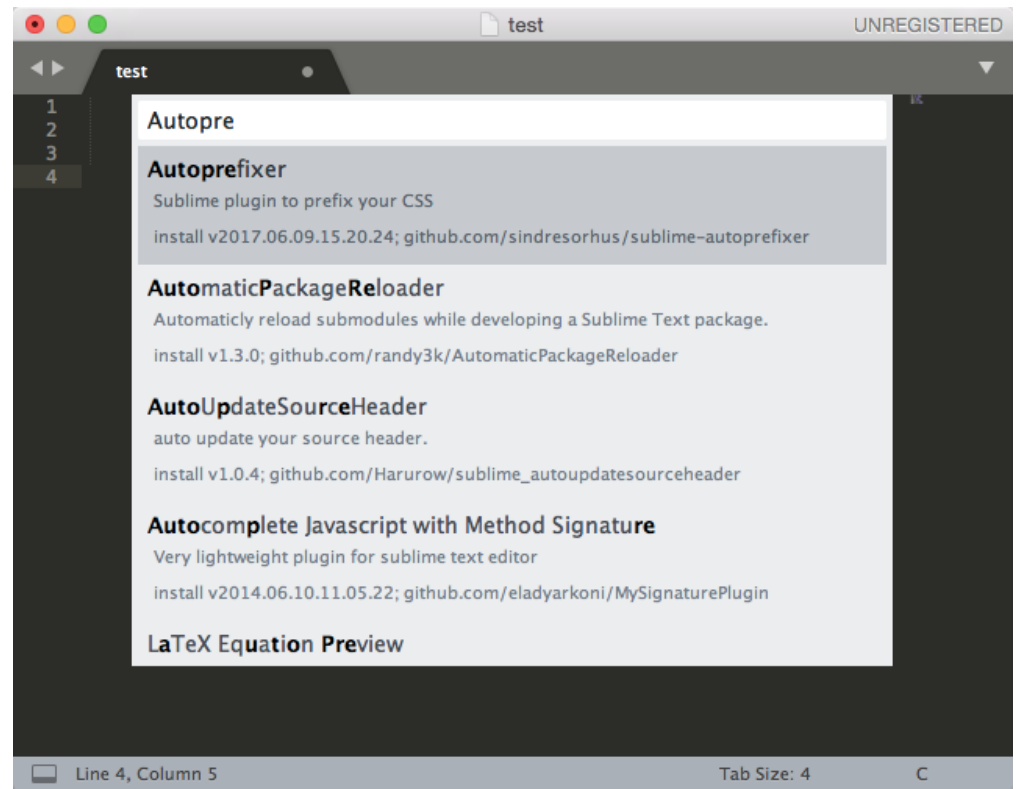 test
UNREGISTERED
test
1
2
3
4
Autopre
Autoprefixer
Sublime plugin to prefix your CSS
install v2017.06.09.15.20.24; github.com/sindresorhus/sublime-autoprefixer
AutomaticPackageReloader
Automaticly reload submodules while developing a Sublime Text package.
install v1.3.0; github.com/randy3k/AutomaticPackageReloader
AutoUpdateSourceHeader
auto update your source header.
install v1.0.4; github.com/Harurow/sublime_autoupdatesourceheader
Autocomplete Javascript with Method Signature
Very lightweight plugin for sublime text editor
install v2014.06.10.11.05.22; github.com/eladyarkoni/MySignaturePlugin
LaTeX Equation Preview
Line 4, Column 5
Tab Size: 4
C